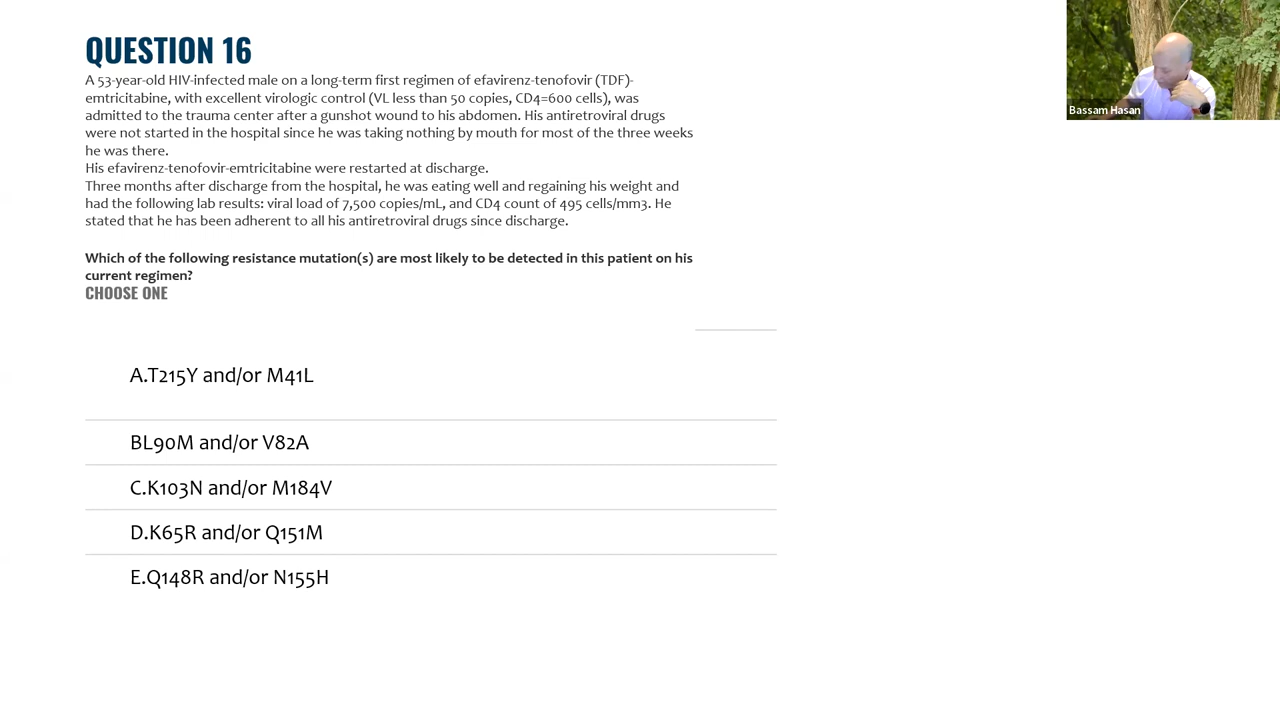 QUESTION 16
A 53-year-old HIV-infected male on a long-term first regimen of efavirenz-tenofovir (TDF)-
emtricitabine, with excellent virologic control (VL less than 50 copies, CD4=600 cells), was
admitted to the trauma center after a gunshot wound to his abdomen. His antiretroviral drugs
were not started in the hospital since he was taking nothing by mouth for most of the three weeks
he was there.
His efavirenz-tenofovir-emtricitabine were restarted at discharge.
Three months after discharge from the hospital, he was eating well and regaining his weight and
had the following lab results: viral load of 7,500 copies/mL, and CD4 count of 495 cells/mm3. He
stated that he has been adherent to all his antiretroviral drugs since discharge.
Which of the following resistance mutation(s) are most likely to be detected in this patient on his
current regimen?
CHOOSE ONE
A.T215Y and/or M41L
BL90M and/or V82A
C.K103N and/or M184V
D.K65R and/or Q151M
E.Q148R and/or N155H
Bassam Hasan